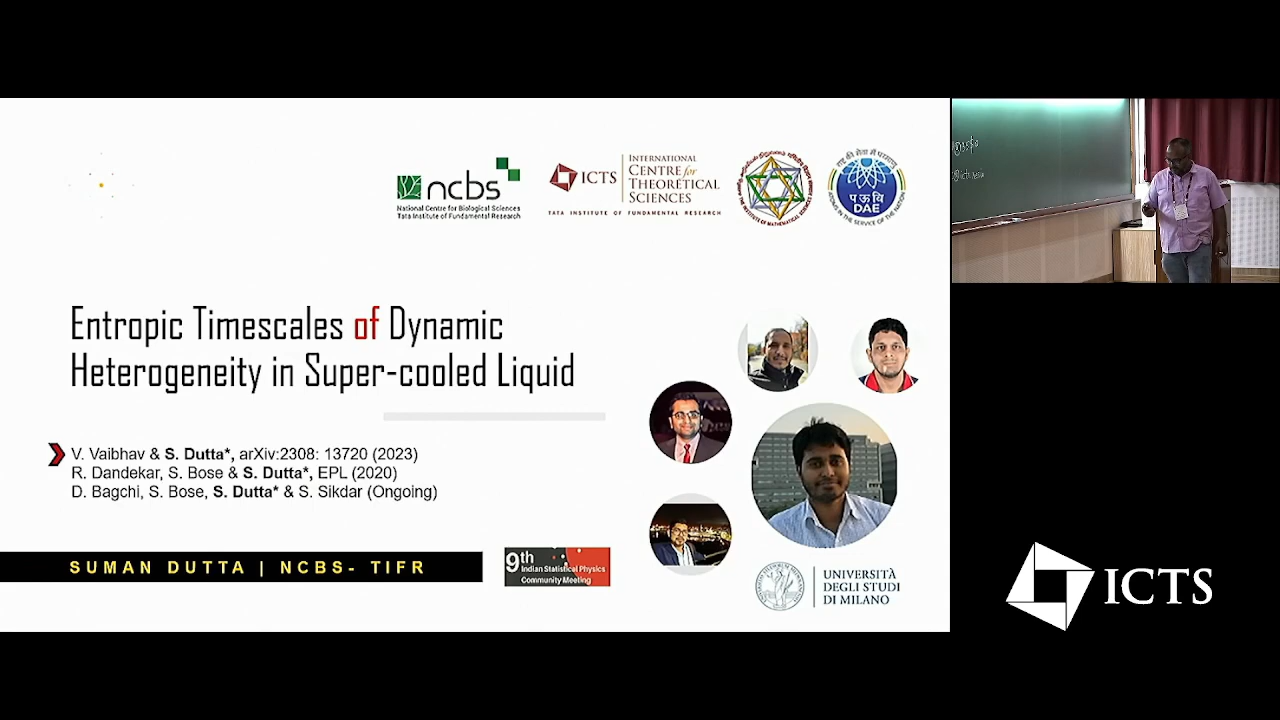 ncbs
National Centre for Biological Sciences
Tata Institute of Fundamental Research
ICTS
INTERNATIONAL
CENTRE for
THEORETICAL
SCIENCES
TATA INSTITUTE OF FUNDAMENTAL RESEARCH
पऊवि
DAE
Entropic Timescales of Dynamic
Heterogeneity in Super-cooled Liquid
V. Vaibhav & S. Dutta*, arXiv:2308: 13720 (2023)
R. Dandekar, S. Bose & S. Dutta*, EPL (2020)
D. Bagchi, S. Bose, S. Dutta* & S. Sikdar (Ongoing)
SUMAN DUTTA | NCBS- TIFR
9th
Indian Statistical Physics
Community Meeting
UNIVERSITÀ
DEGLI STUDI
DI MILANO
ICTS